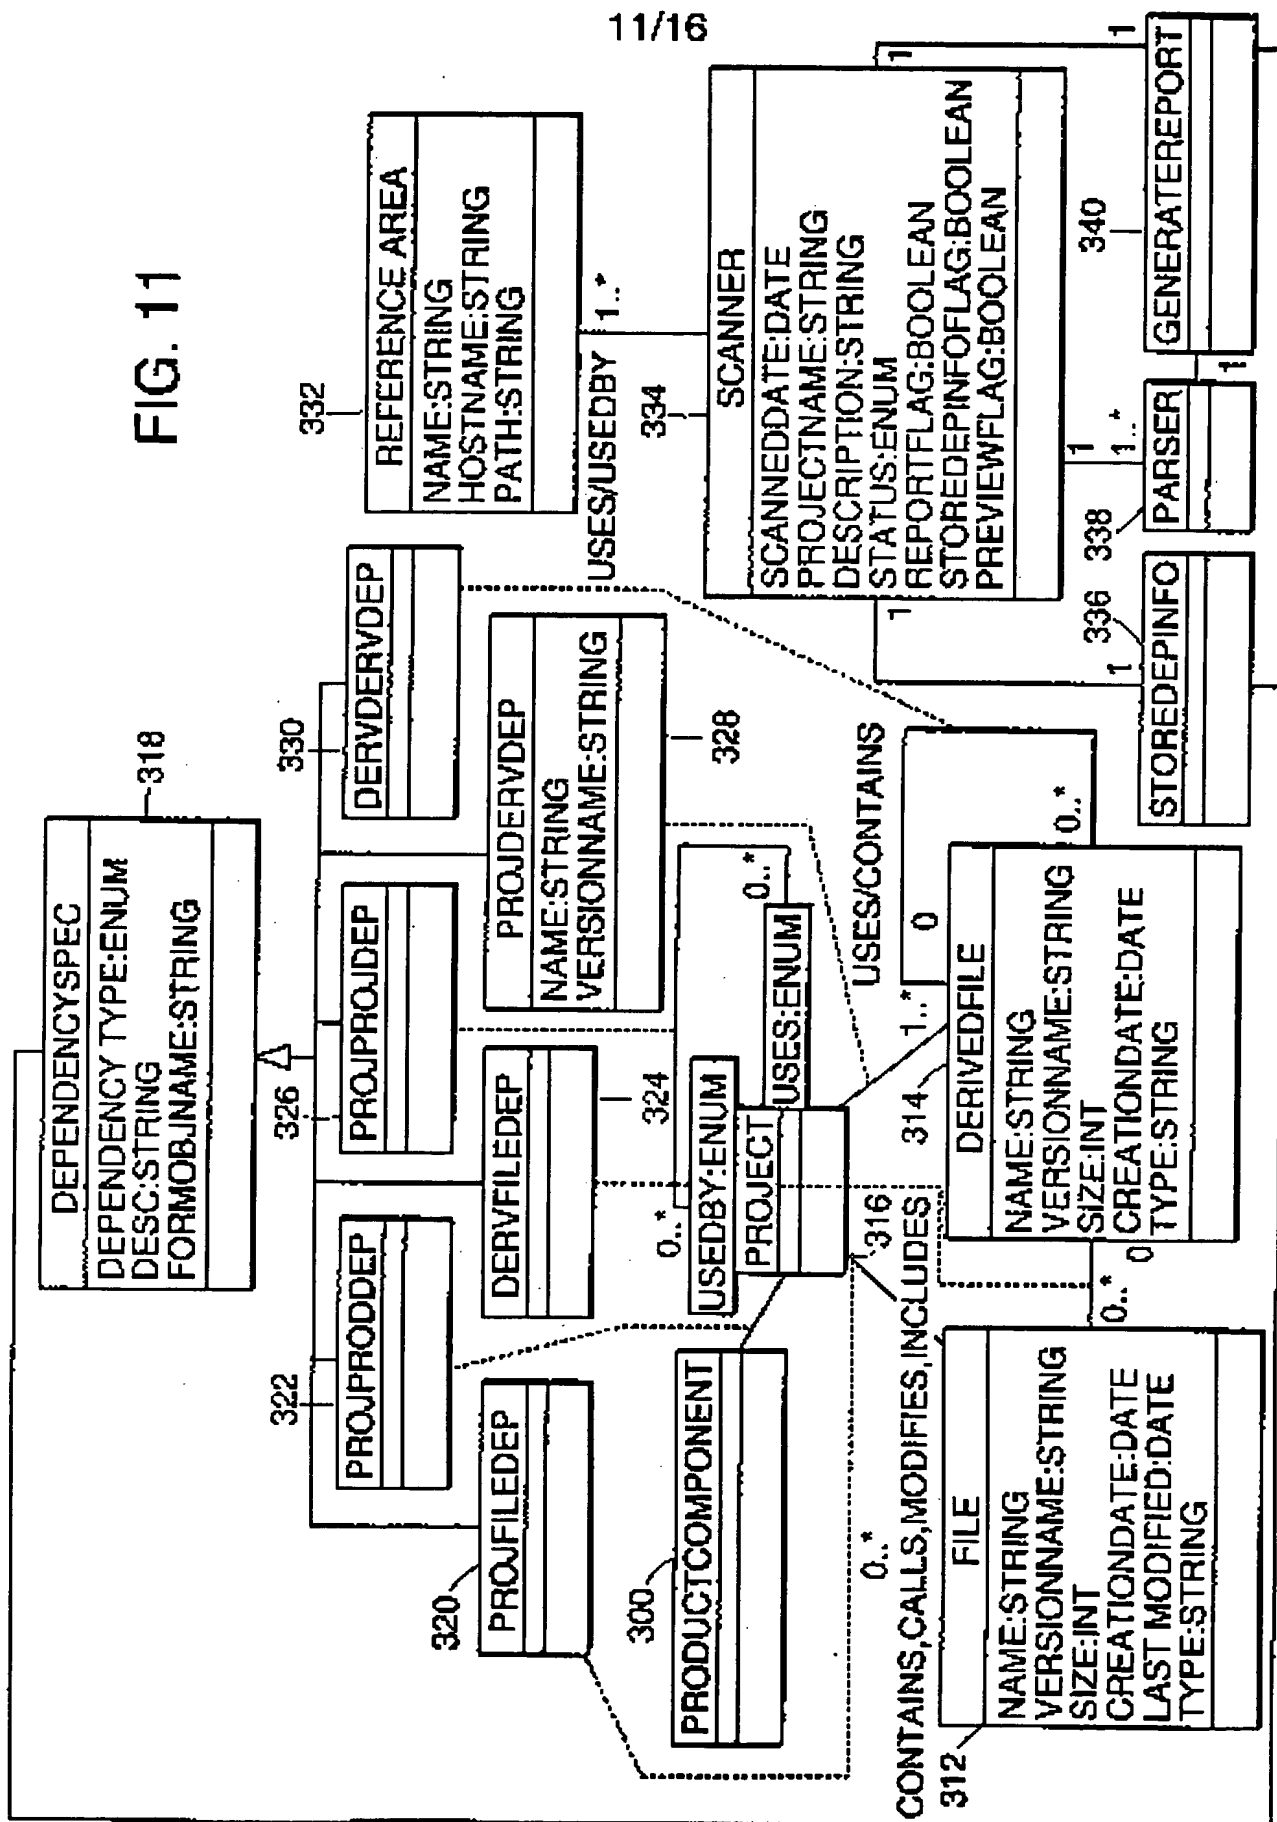 11/16
FIG. 11
DEPENDENCYSPEC
DEPENDENCY TYPE:ENUM
DESC:STRING
FORMOBJNAME:STRING
318
322
PROJPRODDEP
326
PROJPROJDEP
330
DERVDERVDEP
332
REFERENCE AREA
NAME:STRING
HOSTNAME:STRING
PATH:STRING
1..*
USES/USEDBY
320
PROJFILEDEP
DERVFILEDEP
324
PROJDERVDEP
NAME:STRING
VERSIONNAME:STRING
328
300
PRODUCTCOMPONENT
0..*
USEDBY:ENUM
PROJECT
USES:ENUM
0..*
316
334
SCANNER
SCANNEDDATE:DATE
PROJECTNAME:STRING
DESCRIPTION:STRING
STATUS:ENUM
REPORTFLAG:BOOLEAN
STOREDEPINFOFLAG:BOOLEAN
PREVIEWFLAG:BOOLEAN
1
1
1
0..*
CONTAINS,CALLS,MODIFIES,INCLUDES
312
FILE
NAME:STRING
VERSIONNAME:STRING
SIZE:INT
CREATIONDATE:DATE
LAST MODIFIED:DATE
TYPE:STRING
0..*
0
314
1..*
0
USES/CONTAINS
DERIVEDFILE
NAME:STRING
VERSIONNAME:STRING
SIZE:INT
CREATIONDATE:DATE
TYPE:STRING
0..*
336
1
STOREDEPINFO
338
1..*
PARSER
1
340
1
GENERATEREPORT